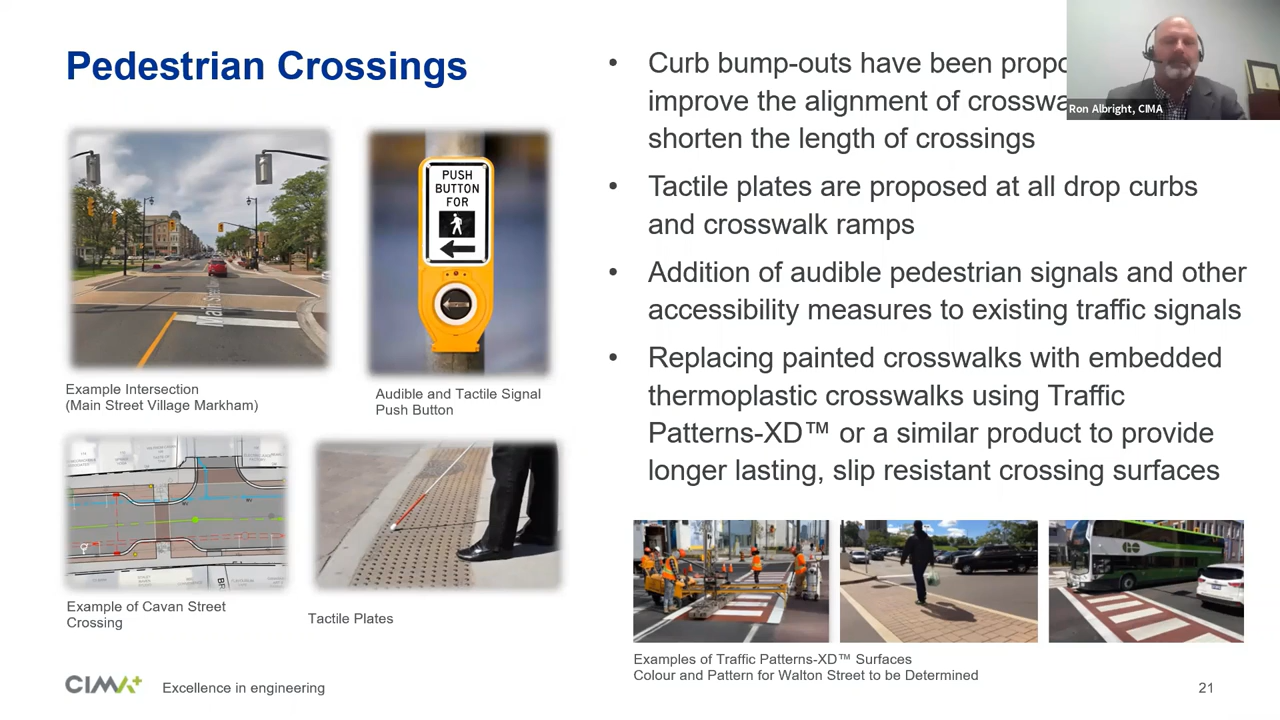 Pedestrian Crossings
PUSH
BUTTON
FOR
Main Street
Example Intersection
(Main Street Village Markham)
Audible and Tactile Signal
Push Button
Example of Cavan Street
Crossing
Tactile Plates
• Curb bump-outs have been
improve the alignment of
shorten the length of crossings
• Tactile plates are proposed at all drop curbs
and crosswalk ramps
• Addition of audible pedestrian signals and other
accessibility measures to existing traffic signals
• Replacing painted crosswalks with embedded
thermoplastic crosswalks using Traffic
Patterns-XD™ or a similar product to provide
longer lasting, slip resistant crossing surfaces
Ron Albright, CIMA
GO
Examples of Traffic Patterns-XD™ Surfaces
Colour and Pattern for Walton Street to be Determined
CIMA+
Excellence in engineering
21